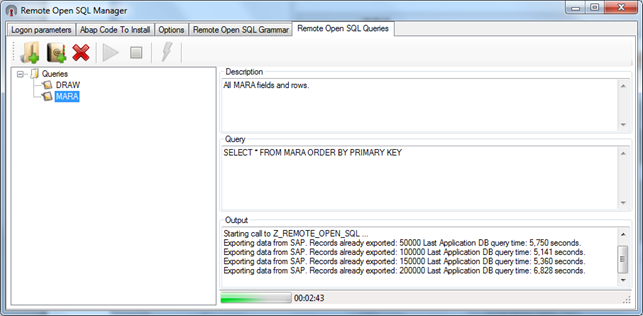 Remote Open SQL Manager
Logon parameters Abap Code To Install Options Remote Open SQL Grammar Remote Open SQL Queries
Queries
DRAW
MARA
Description
All MARA fields and rows.
Query
SELECT * FROM MARA ORDER BY PRIMARY KEY
Output
Starting call to Z_REMOTE_OPEN_SQL ...
Exporting data from SAP. Records already exported: 50000 Last Application DB query time: 5,750 seconds.
Exporting data from SAP. Records already exported: 100000 Last Application DB query time: 5,141 seconds.
Exporting data from SAP. Records already exported: 150000 Last Application DB query time: 5,360 seconds.
Exporting data from SAP. Records already exported: 200000 Last Application DB query time: 6,828 seconds.
00:02:43